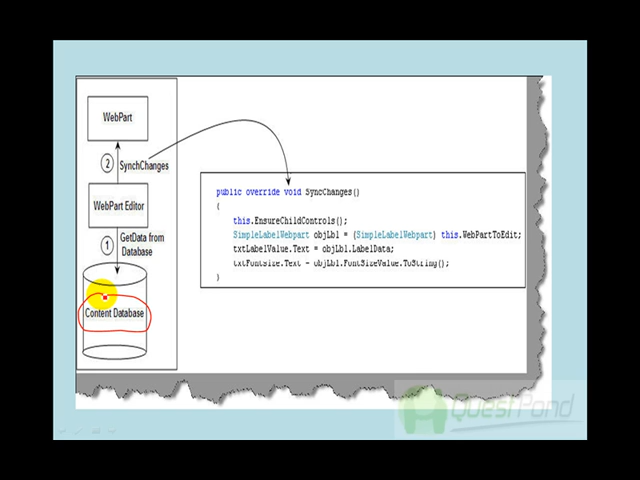 WebPart
2
SynchChanges
WebPart Editor
1
GetData from
Database
Content Database
public override void SyncChanges()
{
this.EnsureChildControls();
SimpleLabelWebpart objLbl = (SimpleLabelWebpart) this.WebPartToEdit;
txtLabelValue.Text = objLbl.LabelData;
txtFontsize.Text = objLbl.FontSizeValue.ToString();
}
QuestPond